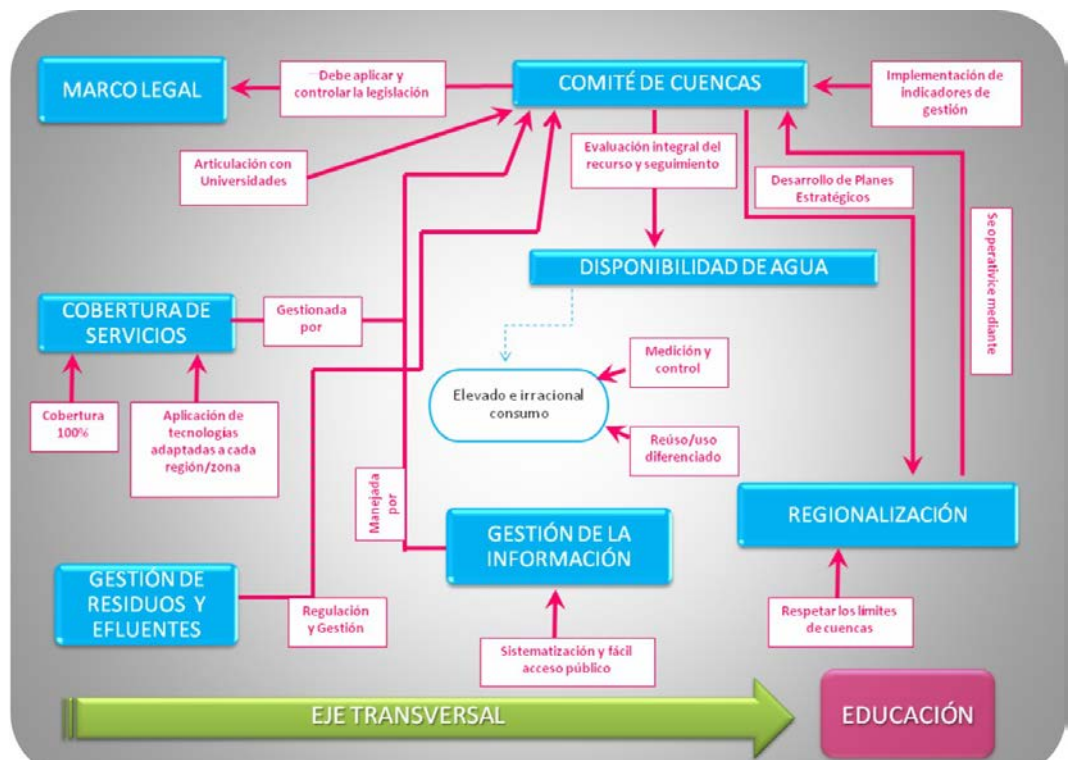 MARCO LEGAL
Debe aplicar y
controlar la legislación
COMITÉ DE CUENCAS
Implementación de
indicadores de
gestión
Articulación con
Universidades
Evaluación integral del
recurso y seguimiento
Desarrollo de Planes
Estratégicos
Se operativice mediante
DISPONIBILIDAD DE AGUA
COBERTURA DE
SERVICIOS
Gestionada
por
Medición y
control
Elevado e irracional
consumo
Reúso/uso
diferenciado
Cobertura
100%
Aplicación de
tecnologías
adaptadas a cada
región/zona
Manejada
por
GESTIÓN DE LA
INFORMACIÓN
REGIONALIZACIÓN
GESTIÓN DE
RESIDUOS Y
EFLUENTES
Regulación
y Gestión
Sistematización y fácil
acceso público
Respetar los límites
de cuencas
EJE TRANSVERSAL
EDUCACIÓN